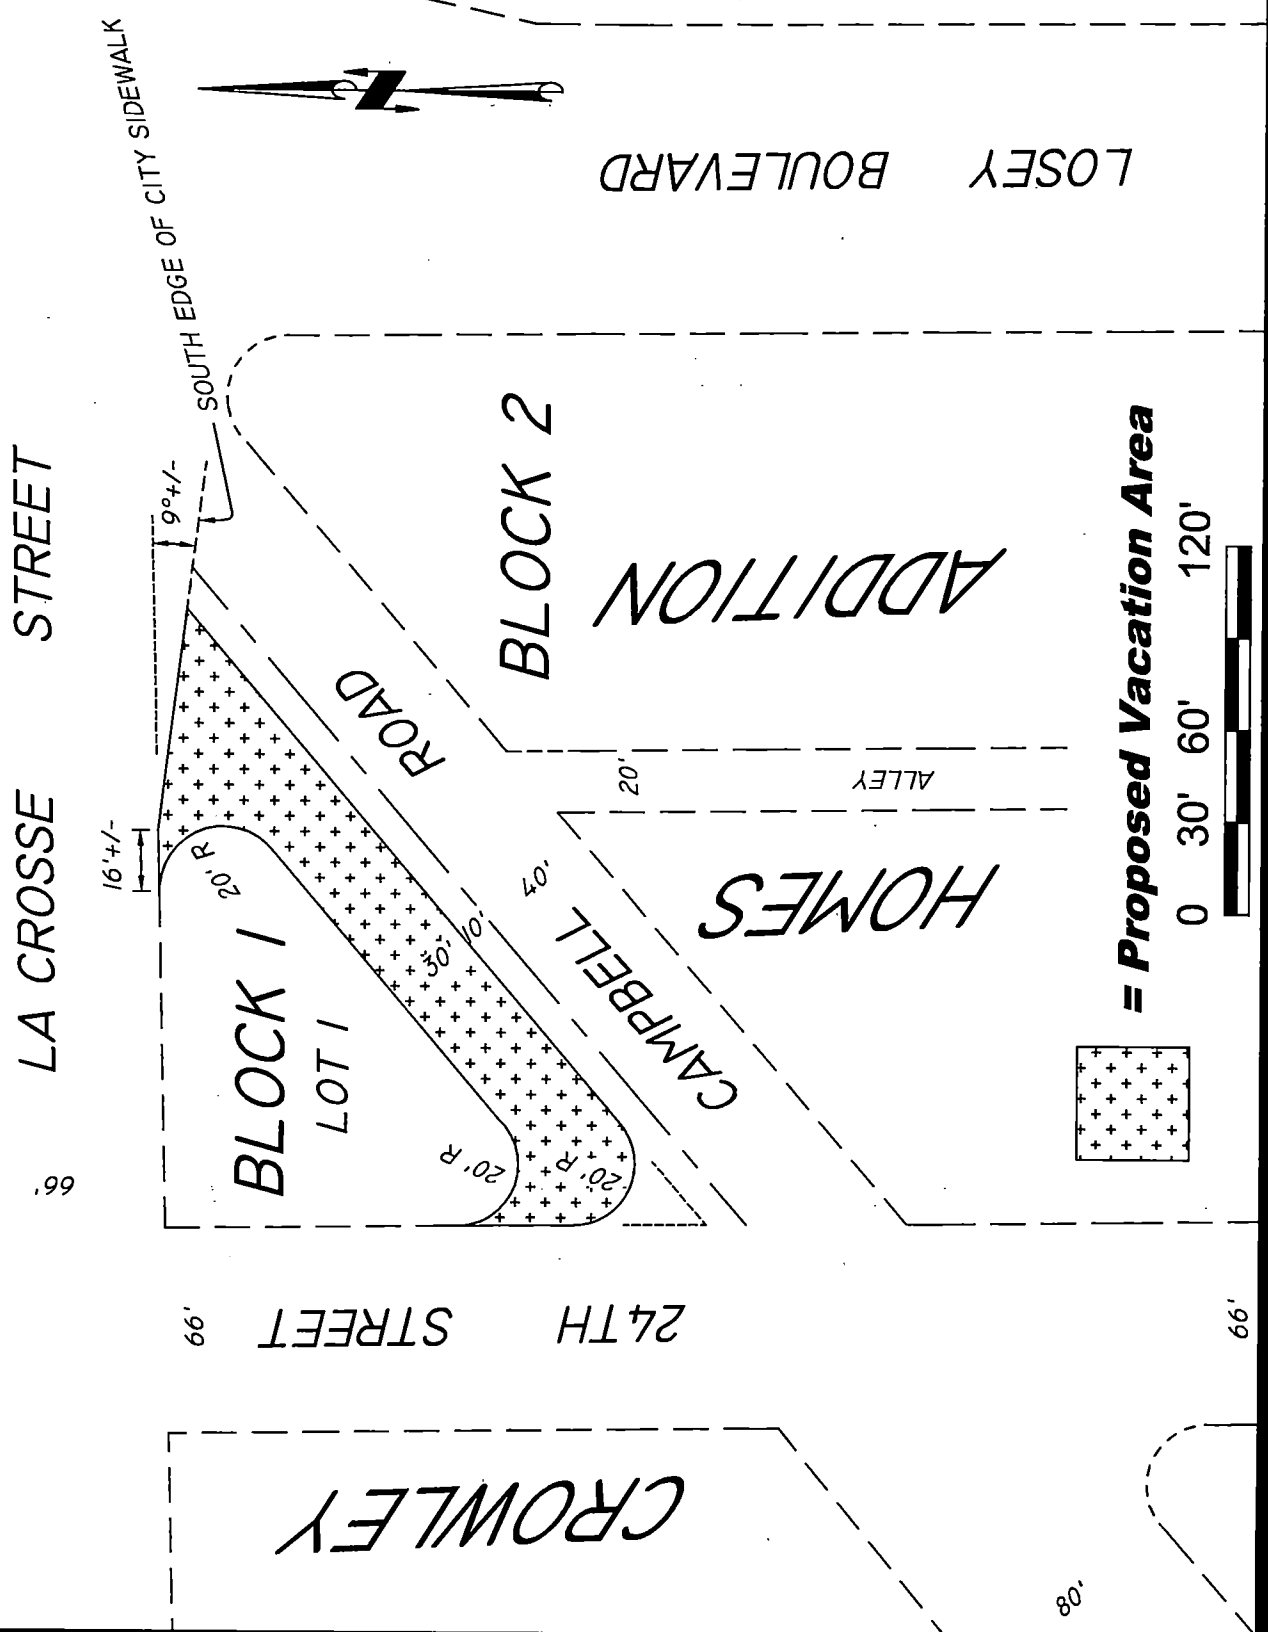 LA CROSSE STREET
66'
SOUTH EDGE OF CITY SIDEWALK
9°+/-
16'+/-
20' R
BLOCK 1
LOT 1
20' R
20' R
30'
10'
40'
CAMPBELL ROAD
BLOCK 2
20'
ALLEY
LOSEY BOULEVARD
24TH STREET
66'
66'
80'
CROWLEY HOMES ADDITION
= Proposed Vacation Area
0 30' 60' 120'